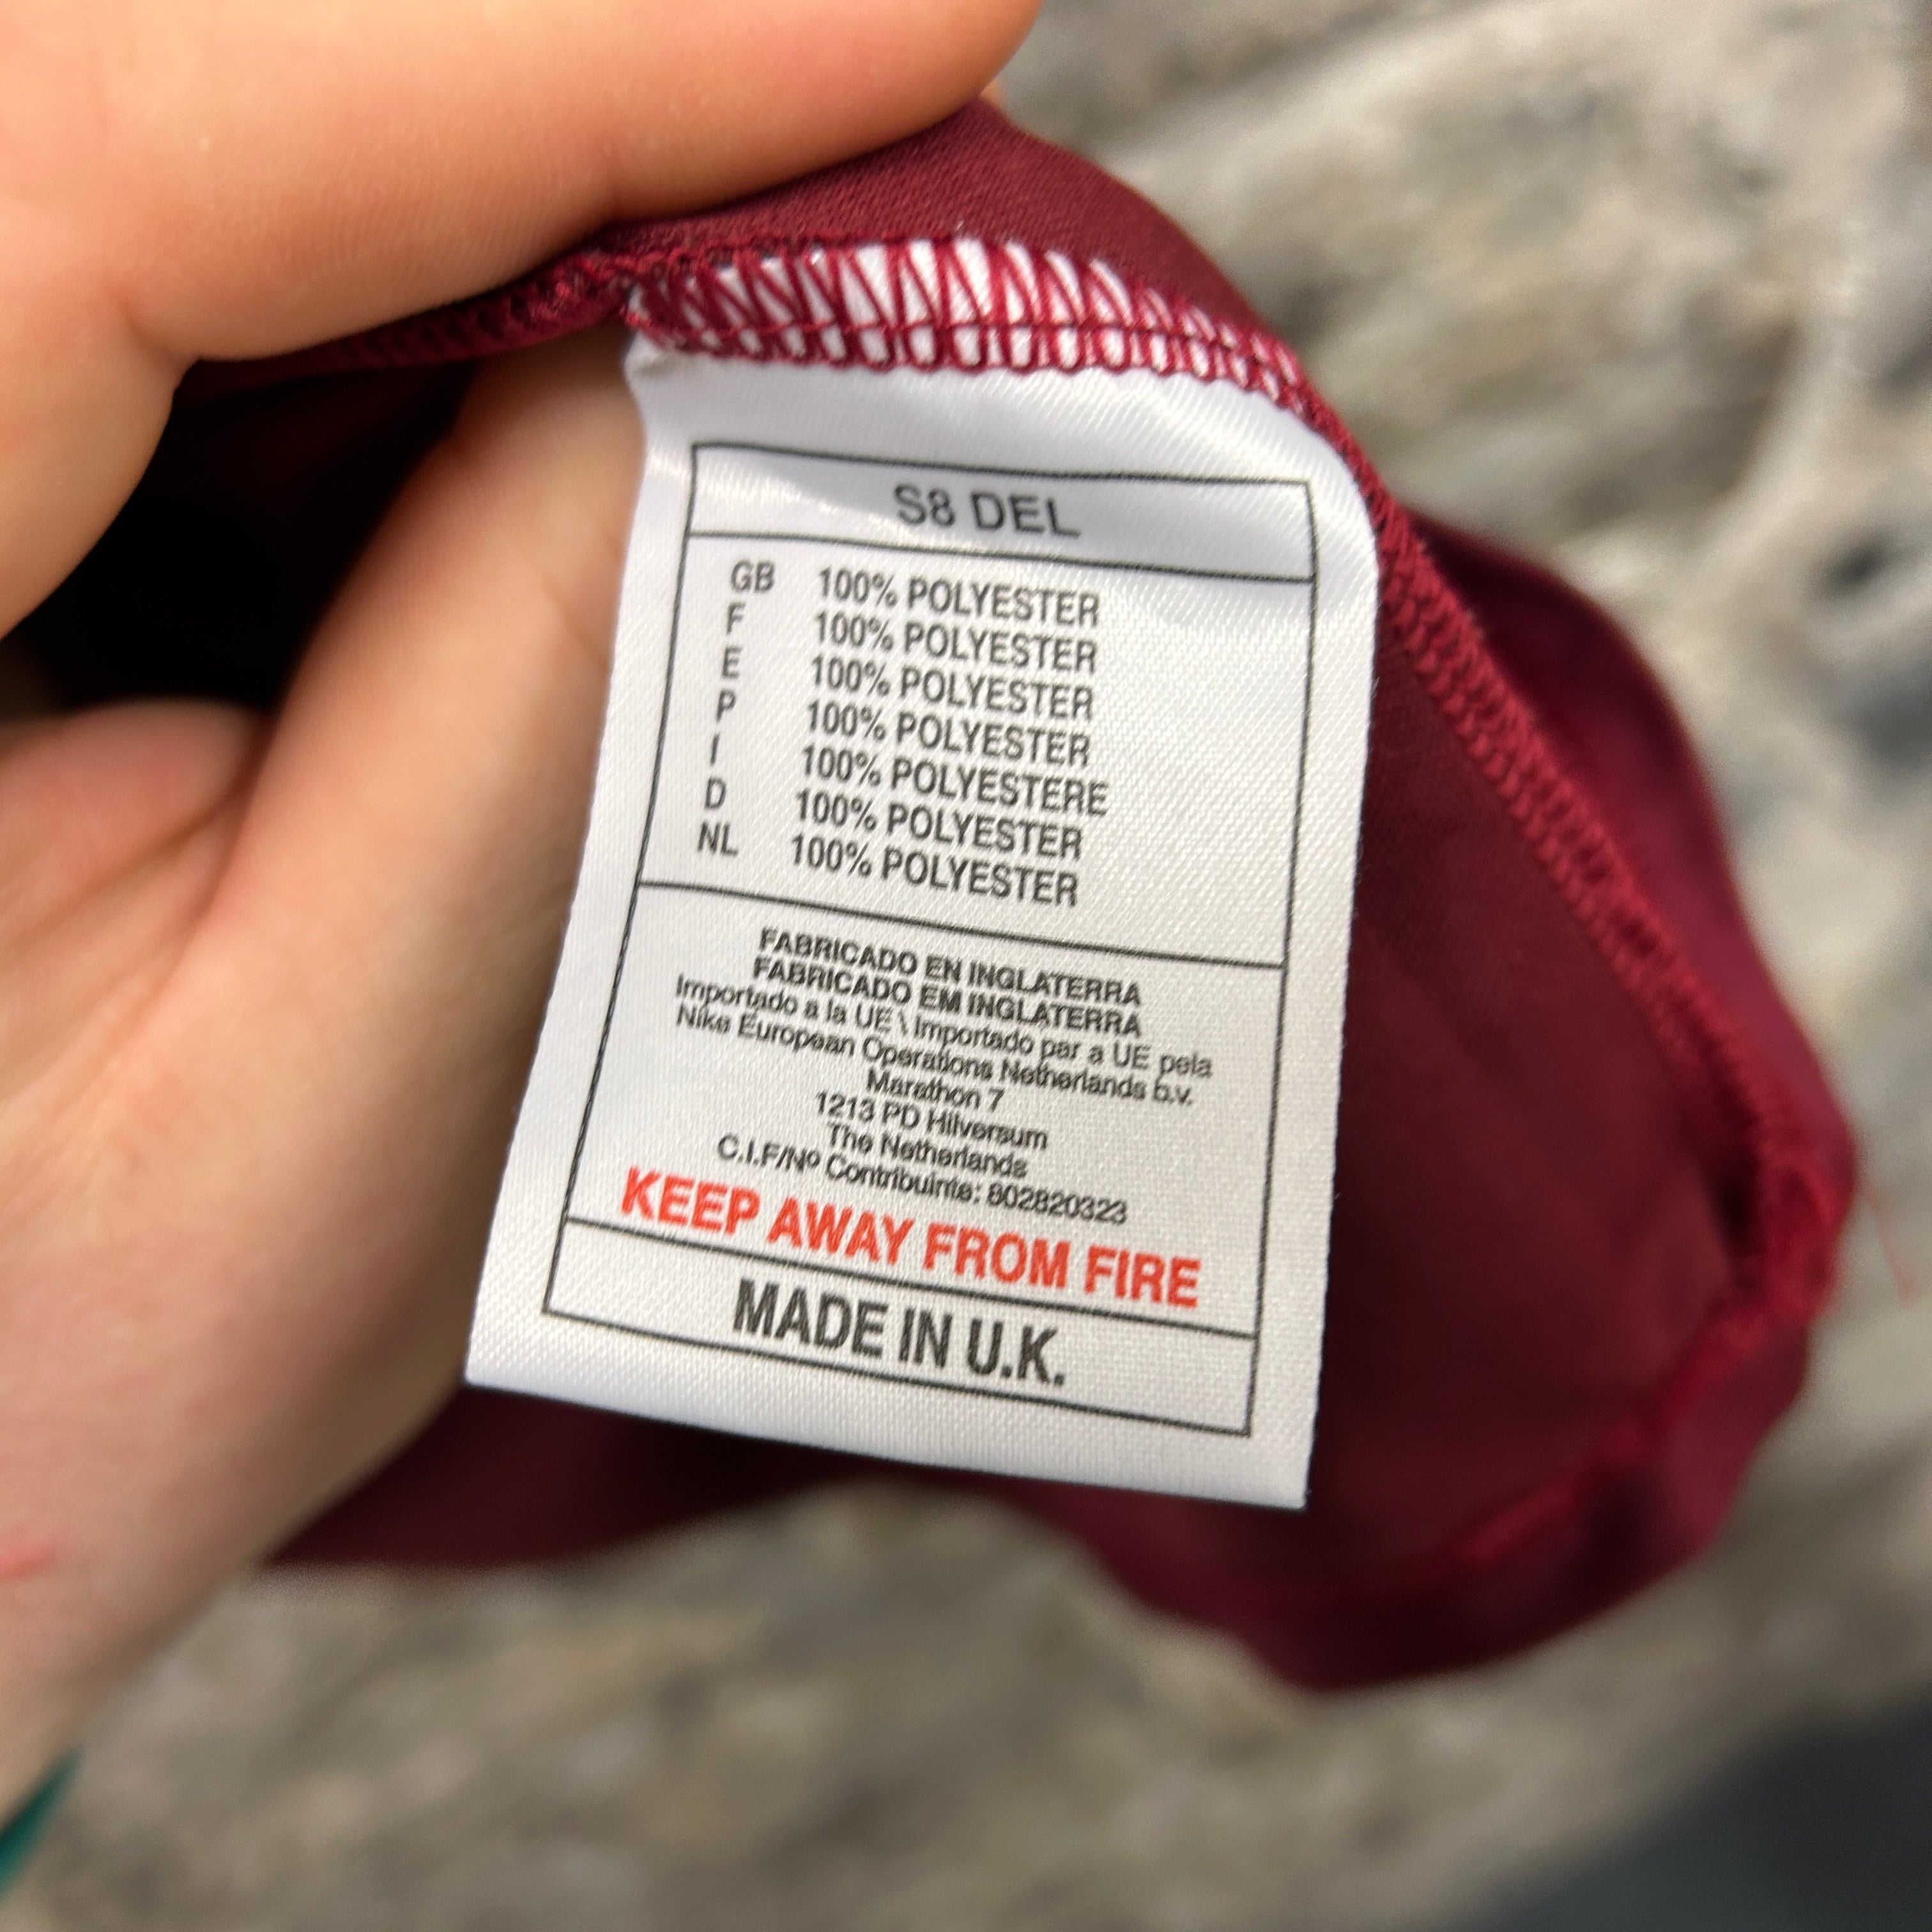 S8 DEL
GB 100% POLYESTER
F 100% POLYESTER
E 100% POLYESTER
P 100% POLYESTER
I 100% POLYESTERE
D 100% POLYESTER
NL 100% POLYESTER
FABRICADO EN INGLATERRA
FABRICADO EM INGLATERRA
Importado a la UE \ Importado par a UE pela
Nike European Operations Netherlands b.v.
Marathon 7
1213 PD Hilversum
The Netherlands
C.I.F/Nº Contribuinte: 802820323
KEEP AWAY FROM FIRE
MADE IN U.K.